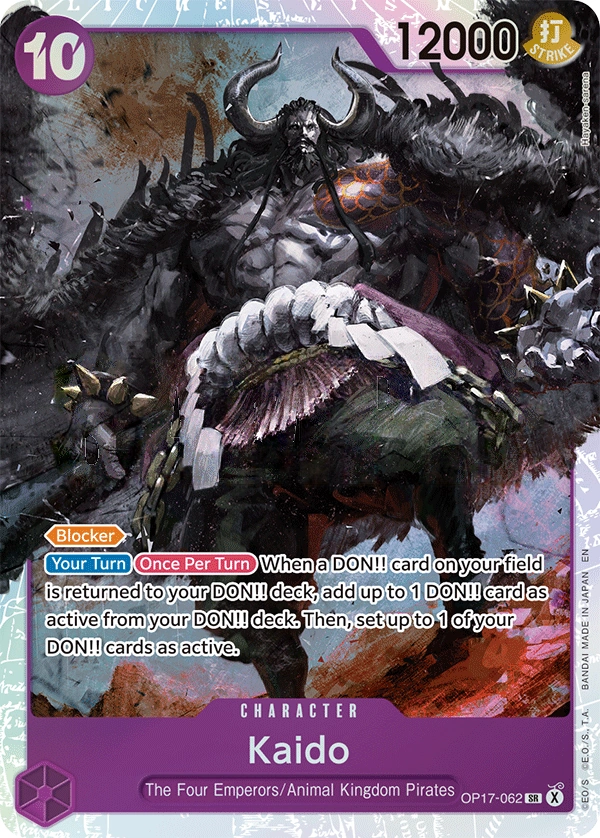 10
12000
打
STRIKE
Hayaken-sarena
Blocker
Your Turn Once Per Turn When a DON!! card on your field
is returned to your DON!! deck, add up to 1 DON!! card as
active from your DON!! deck. Then, set up to 1 of your
DON!! cards as active.
©E.O./S ©E.O./S., T.A. BANDAI MADE IN JAPAN EN
CHARACTER
Kaido
The Four Emperors/Animal Kingdom Pirates
OP17-062 SR X